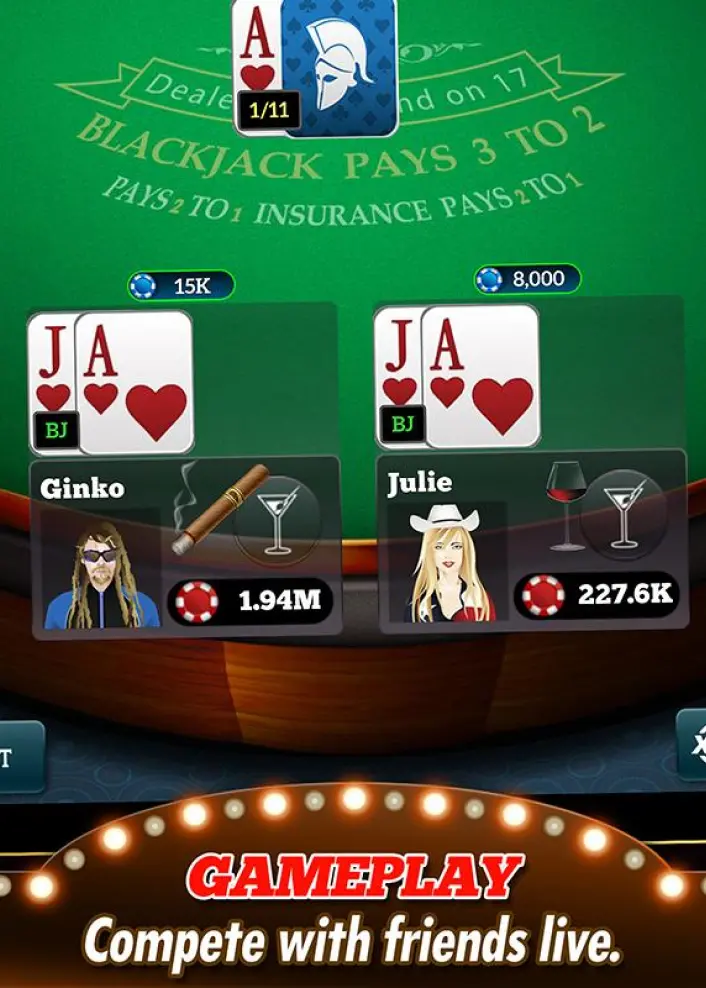 A
1/11
Deale nd on 17
BLACKJACK PAYS 3 TO 2
PAYS 2 TO 1 INSURANCE PAYS 2 TO 1
15K
8,000
J A
BJ
J A
BJ
Ginko
Julie
1.94M
227.6K
T
X
GAMEPLAY
Compete with friends live.